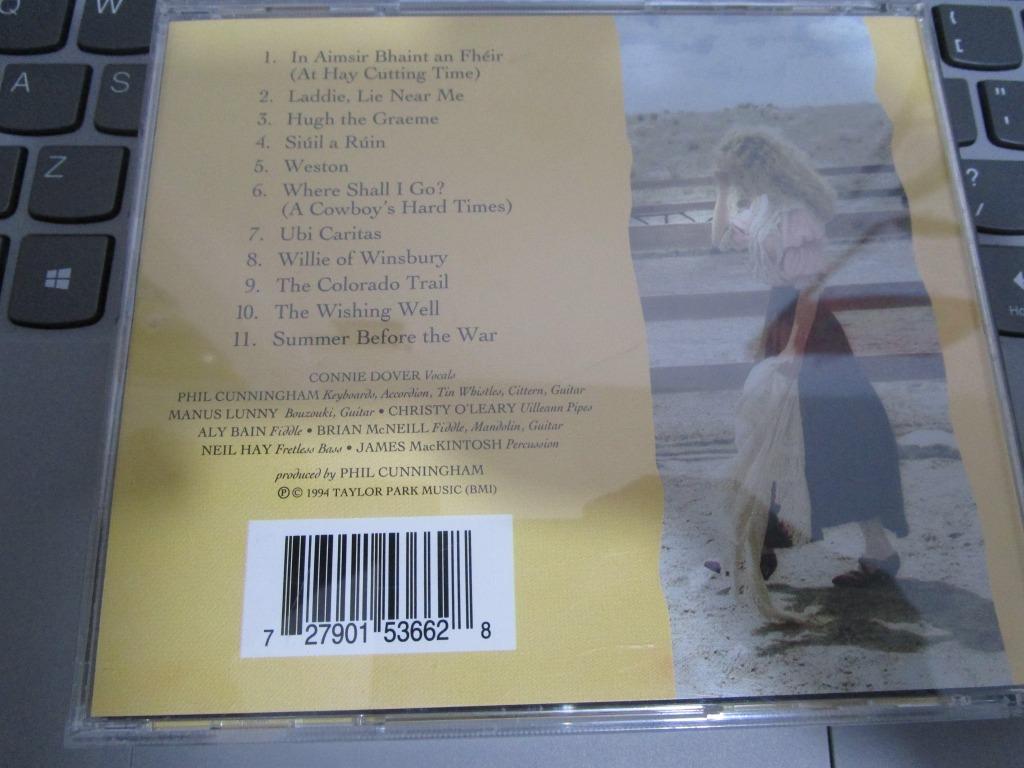 Q W
A S
Z
1. In Aimsir Bhaint an Fhéir
(At Hay Cutting Time)
2. Laddie, Lie Near Me
3. Hugh the Graeme
4. Siúil a Rúin
5. Weston
6. Where Shall I Go?
(A Cowboy's Hard Times)
7. Ubi Caritas
8. Willie of Winsbury
9. The Colorado Trail
10. The Wishing Well
11. Summer Before the War
CONNIE DOVER Vocals
PHIL CUNNINGHAM Keyboards, Accordion, Tin Whistles, Cittern, Guitar
MANUS LUNNY Bouzouki, Guitar • CHRISTY O'LEARY Uilleann Pipes
ALY BAIN Fiddle • BRIAN McNEILL Fiddle, Mandolin, Guitar
NEIL HAY Fretless Bass • JAMES MacKINTOSH Percussion
produced by PHIL CUNNINGHAM
℗ © 1994 TAYLOR PARK MUSIC (BMI)
7 27901 53662 8
{
[
"
'
?
/